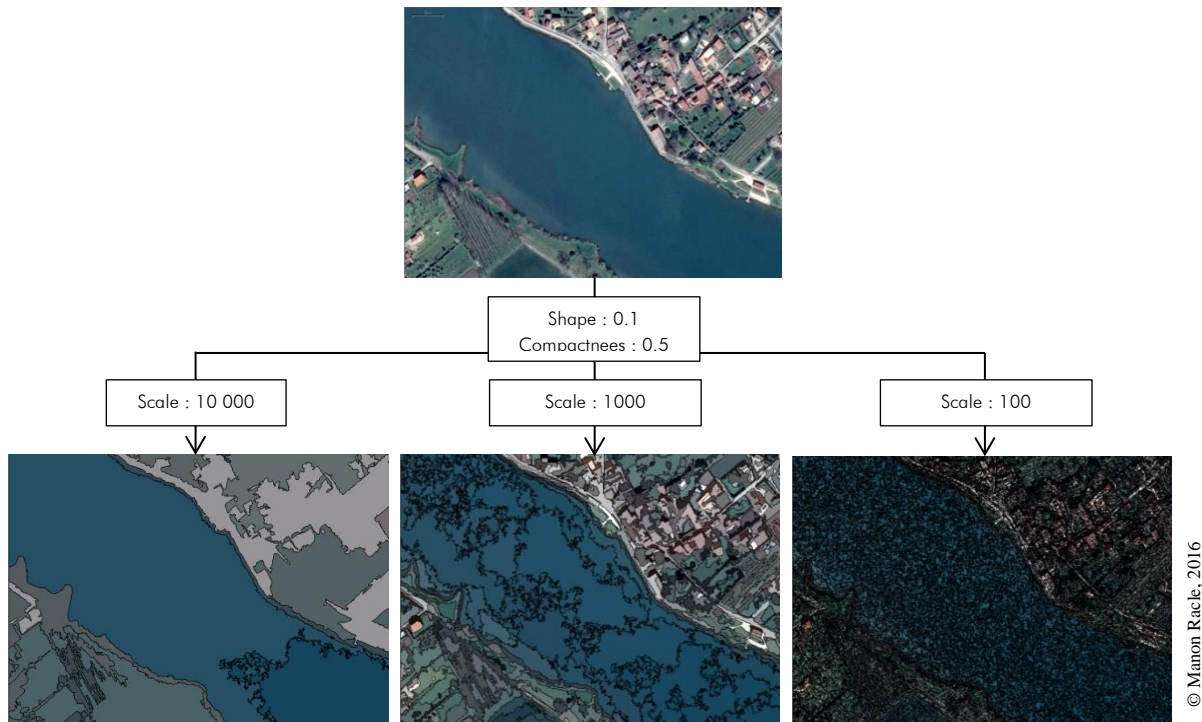 Shape : 0.1
Compactnees : 0.5
Scale : 10 000
Scale : 1000
Scale : 100
© Manon Racle, 2016